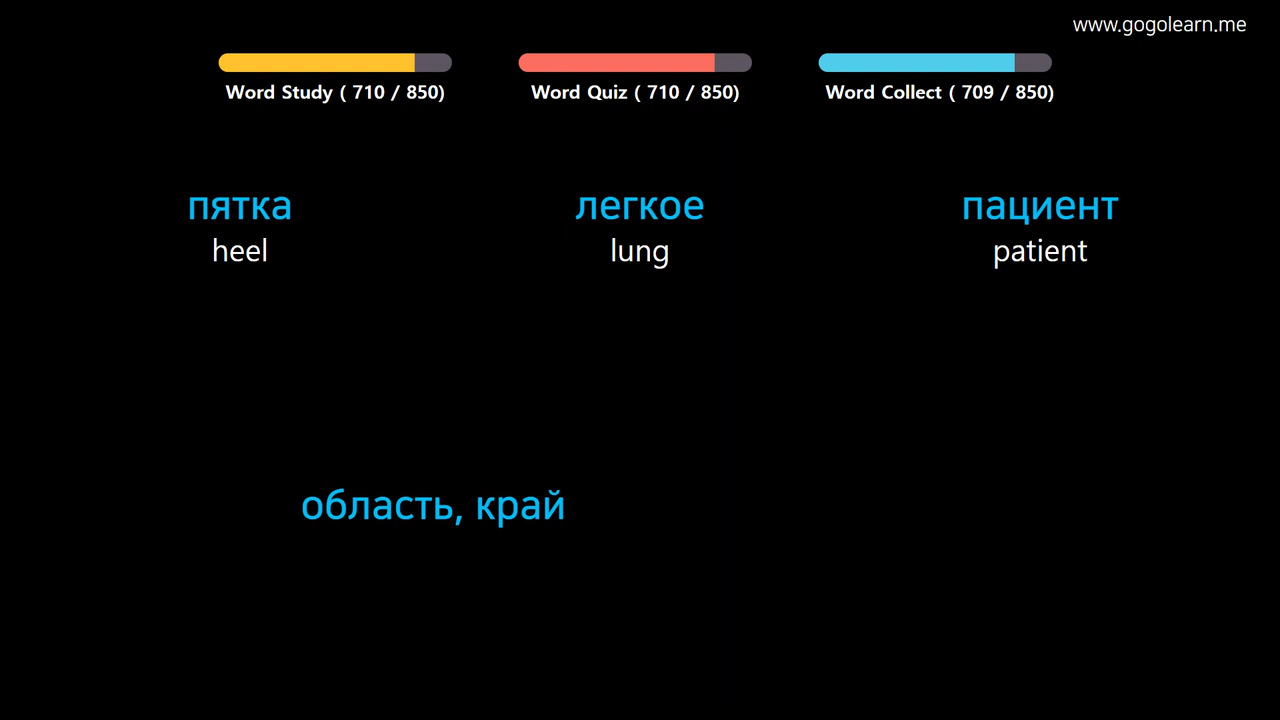 www.gogolearn.me
Word Study ( 710 / 850)
Word Quiz ( 710 / 850)
Word Collect ( 709 / 850)
пятка
легкое
пациент
heel
lung
patient
область, край